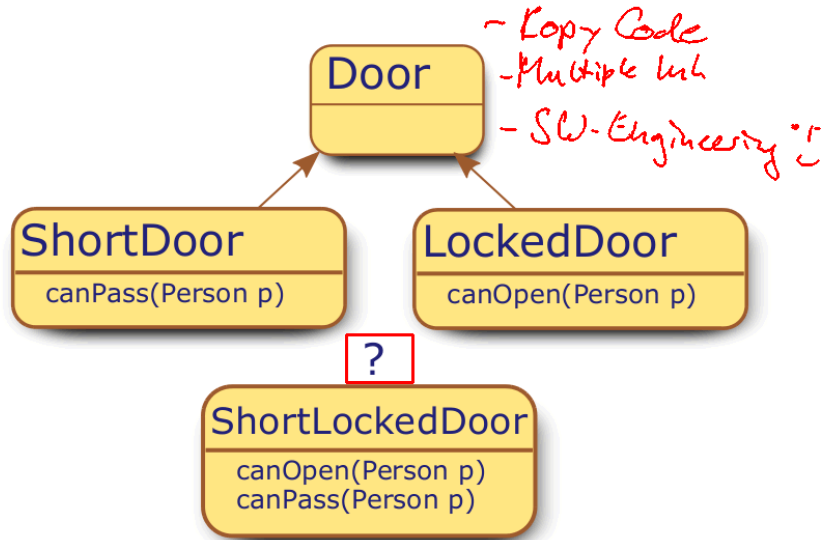 Door
- Kopy Code
- Multiple Inh
- SW-Engineering :)
ShortDoor
canPass(Person p)
LockedDoor
canOpen(Person p)
?
ShortLockedDoor
canOpen(Person p)
canPass(Person p)